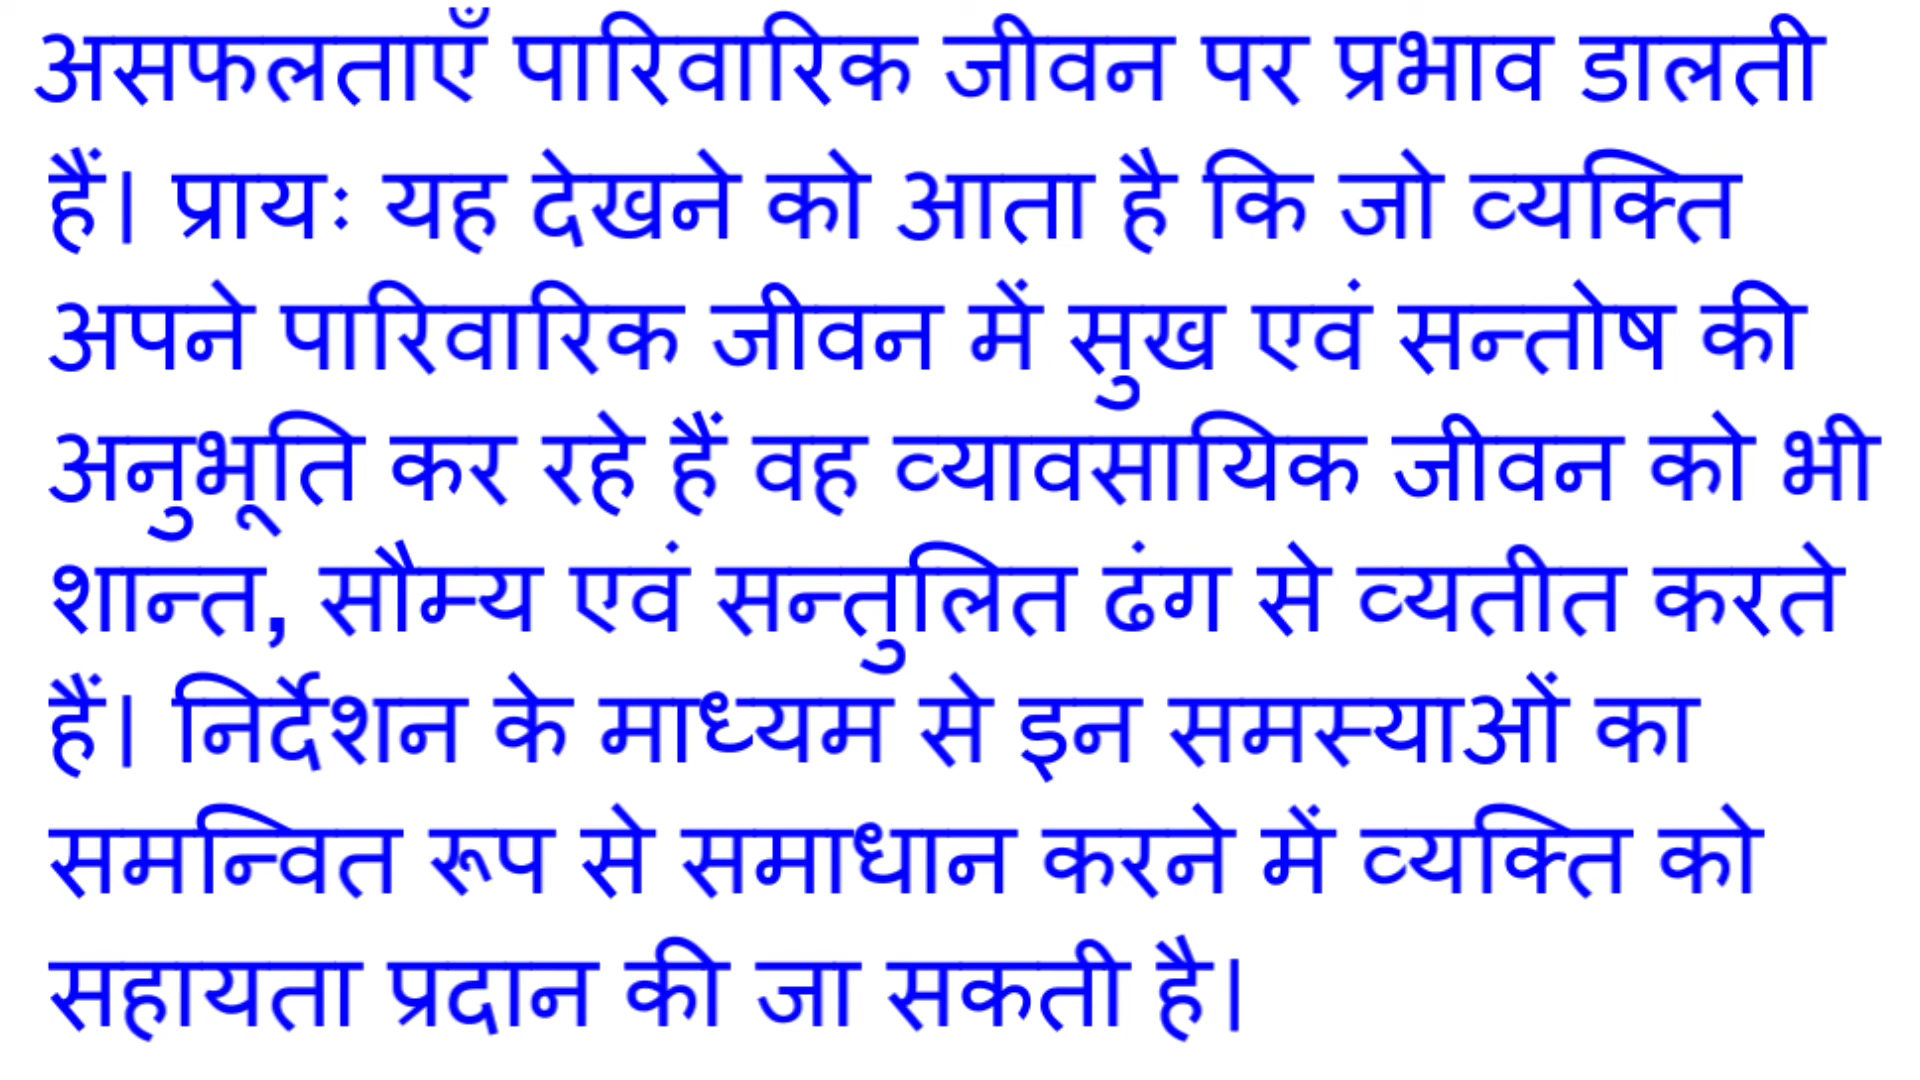 असफलताएँ पारिवारिक जीवन पर प्रभाव डालती
हैं। प्रायः यह देखने को आता है कि जो व्यक्ति
अपने पारिवारिक जीवन में सुख एवं सन्तोष की
अनुभूति कर रहे हैं वह व्यावसायिक जीवन को भी
शान्त, सौम्य एवं सन्तुलित ढंग से व्यतीत करते
हैं। निर्देशन के माध्यम से इन समस्याओं का
समन्वित रूप से समाधान करने में व्यक्ति को
सहायता प्रदान की जा सकती है।